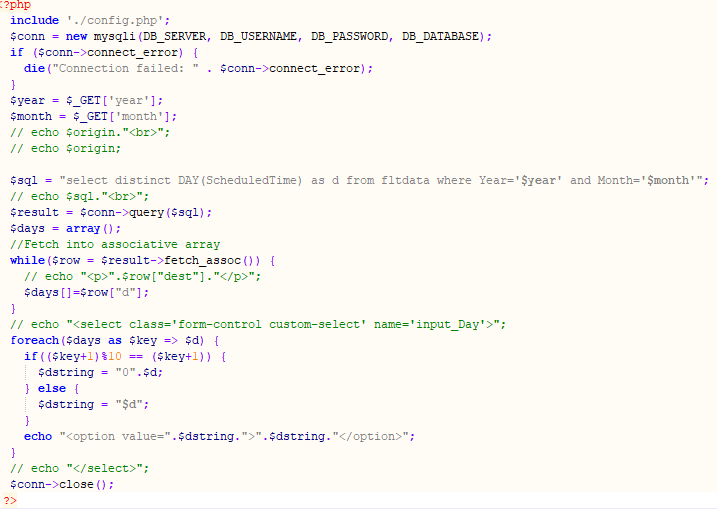 <?php
include './config.php';
$conn = new mysqli(DB_SERVER, DB_USERNAME, DB_PASSWORD, DB_DATABASE);
if ($conn->connect_error) {
die("Connection failed: " . $conn->connect_error);
}
$year = $_GET['year'];
$month = $_GET['month'];
// echo $origin."<br>";
// echo $origin;
$sql = "select distinct DAY(ScheduledTime) as d from fltdata where Year='$year' and Month='$month'";
// echo $sql."<br>";
$result = $conn->query($sql);
$days = array();
//Fetch into associative array
while($row = $result->fetch_assoc()) {
// echo "<p>".$row["dest"]."</p>";
$days[]=$row["d"];
}
// echo "<select class='form-control custom-select' name='input_Day'>";
foreach($days as $key => $d) {
if(($key+1)%10 == ($key+1)) {
$dstring = "0".$d;
} else {
$dstring = "$d";
}
echo "<option value=".$dstring.">".$dstring."</option>";
}
// echo "</select>";
$conn->close();
?>